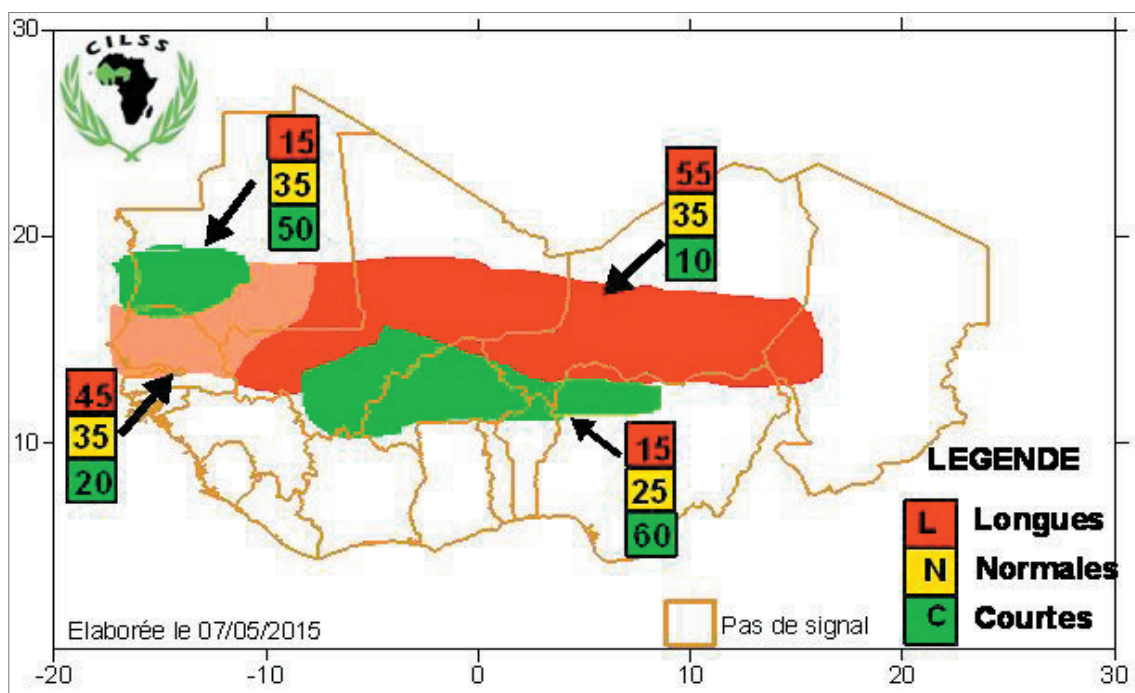 30
CILSS
15
35
50
55
35
10
20
45
35
20
10
15
25
60
LEGENDE
L Longues
N Normales
C Courtes
Elaborée le 07/05/2015
Pas de signal
-20 -10 0 10 20 30